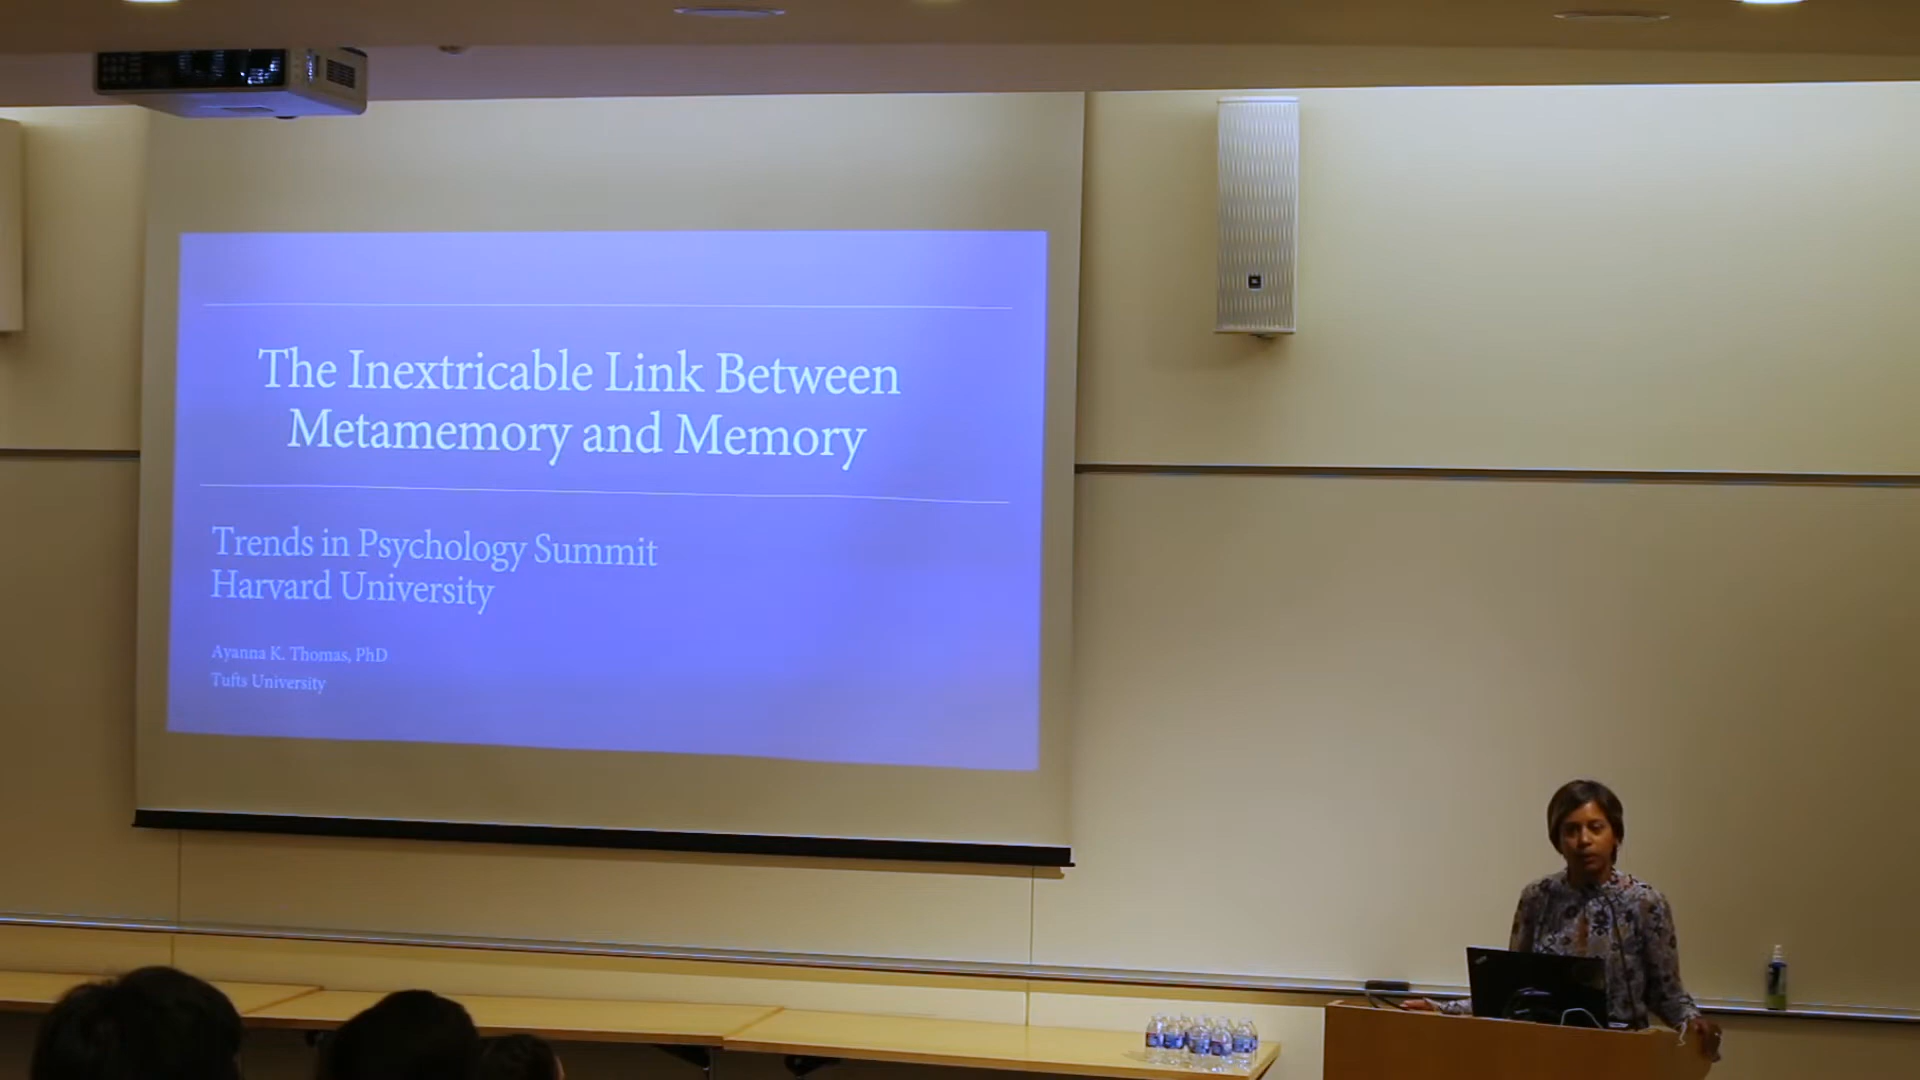 The Inextricable Link Between
Metamemory and Memory
Trends in Psychology Summit
Harvard University
Ayanna K. Thomas, PhD
Tufts University